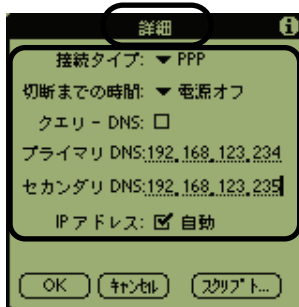 詳細
接続タイプ: PPP
切断までの時間: 電源オフ
クエリ - DNS:
プライマリ DNS:192.168.123.234
セカンダリ DNS:192.168.123.235
IP アドレス: 自動
OK キャンセル スクリプト...